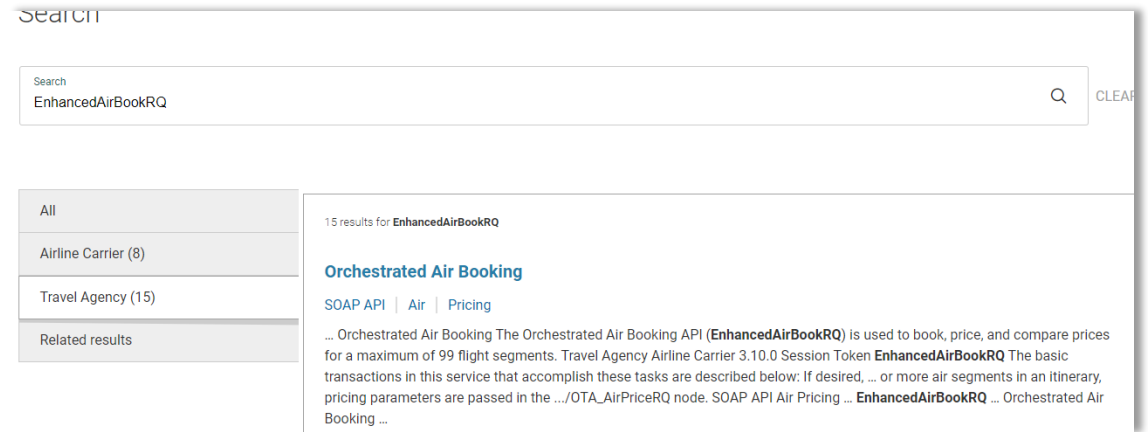 Search
Search
EnhancedAirBookRQ
CLEAR
All
Airline Carrier (8)
Travel Agency (15)
Related results
15 results for EnhancedAirBookRQ
Orchestrated Air Booking
SOAP API | Air | Pricing
... Orchestrated Air Booking The Orchestrated Air Booking API (EnhancedAirBookRQ) is used to book, price, and compare prices
for a maximum of 99 flight segments. Travel Agency Airline Carrier 3.10.0 Session Token EnhancedAirBookRQ The basic
transactions in this service that accomplish these tasks are described below: If desired, ... or more air segments in an itinerary,
pricing parameters are passed in the .../OTA_AirPriceRQ node. SOAP API Air Pricing ... EnhancedAirBookRQ ... Orchestrated Air
Booking ...